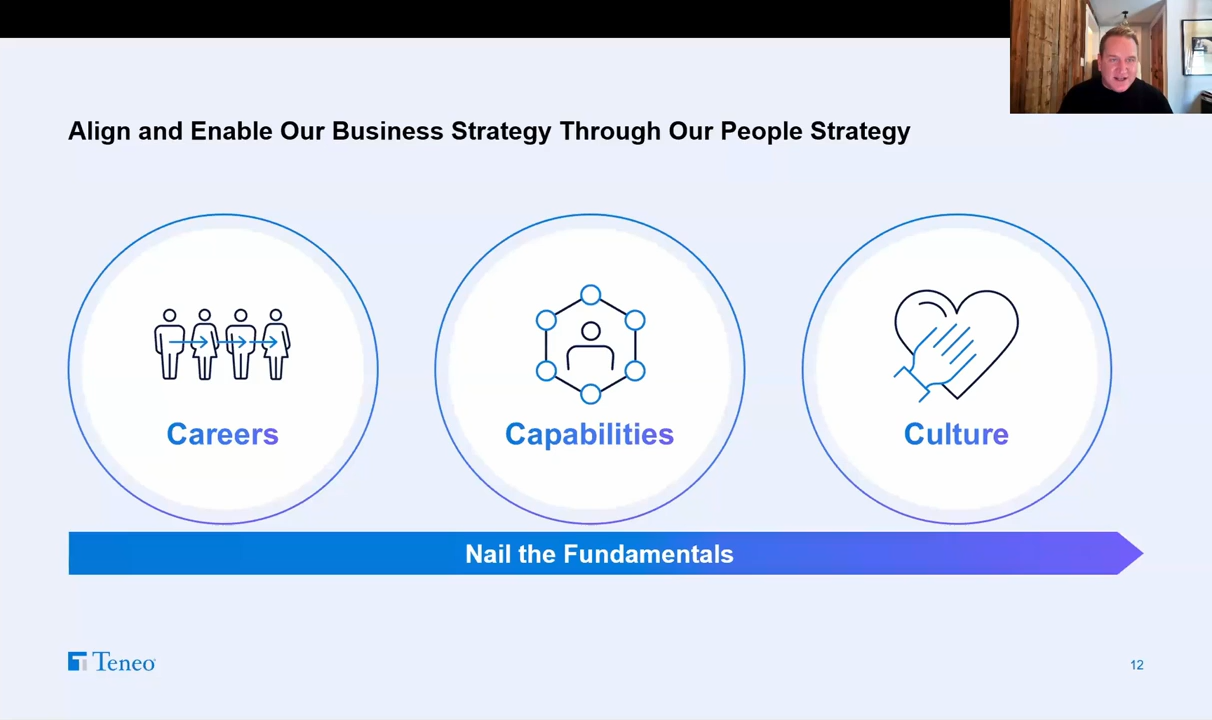 Align and Enable Our Business Strategy Through Our People Strategy
Careers
Capabilities
Culture
Nail the Fundamentals
Teneo
12